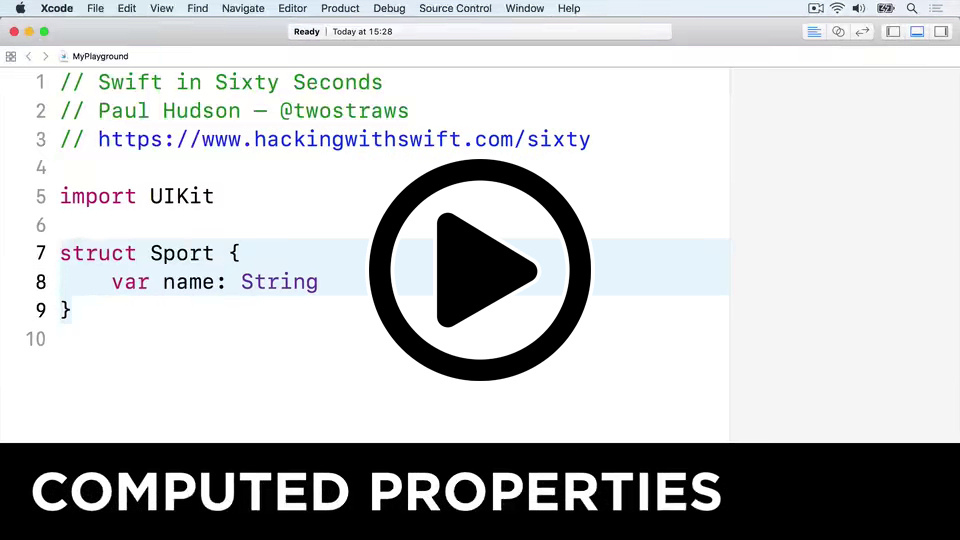 Xcode File Edit View Find Navigate Editor Product Debug Source Control Window Help
Ready | Today at 15:28
MyPlayground
1 // Swift in Sixty Seconds
2 // Paul Hudson — @twostraws
3 // https://www.hackingwithswift.com/sixty
4
5 import UIKit
6
7 struct Sport {
8 var name: String
9 }
10
COMPUTED PROPERTIES